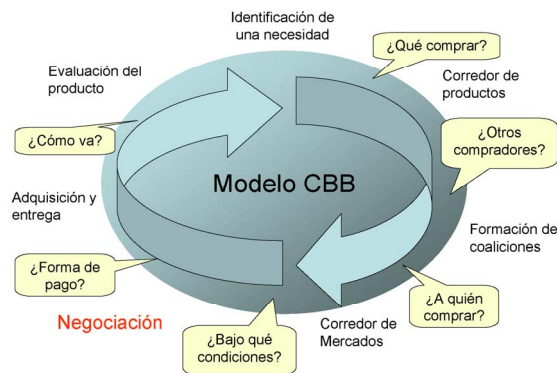 Identificación de
una necesidad
¿Qué comprar?
Corredor de
productos
¿Otros
compradores?
Formación de
coaliciones
¿A quién
comprar?
Corredor de
Mercados
¿Bajo qué
condiciones?
Negociación
¿Forma de
pago?
Adquisición y
entrega
¿Cómo va?
Evaluación del
producto
Modelo CBB